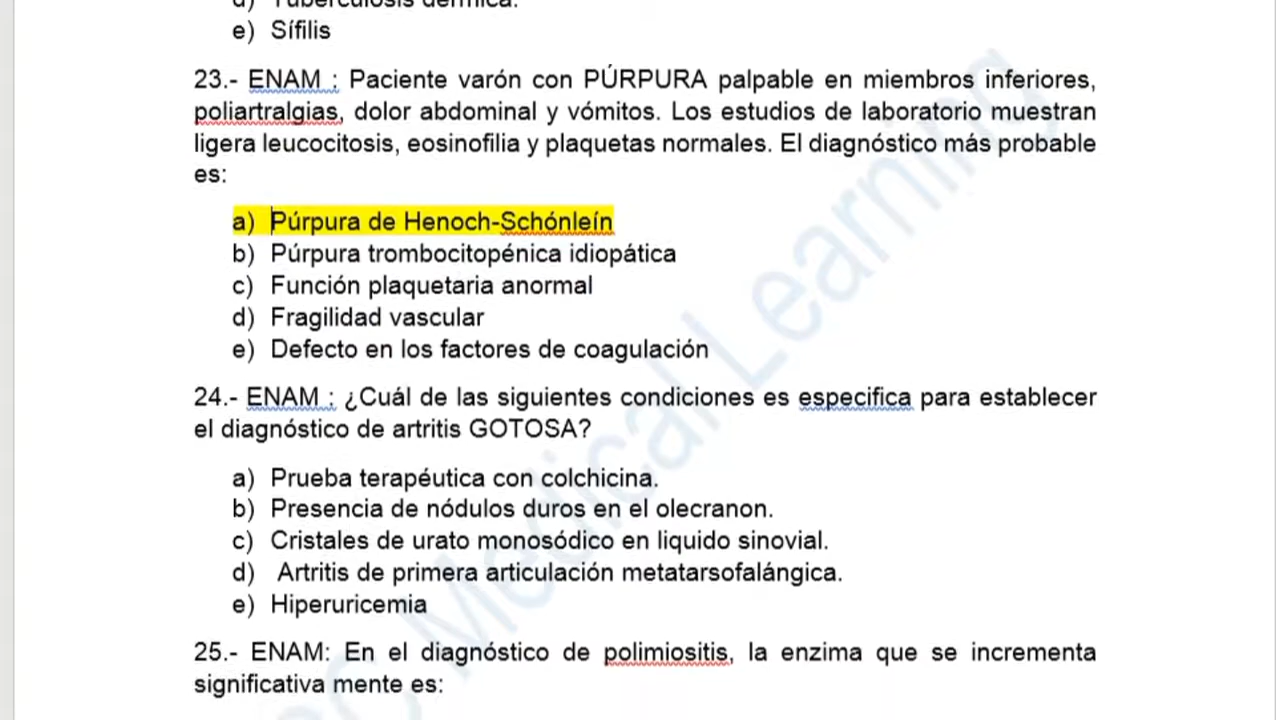 d) Tuberculosis dérmica.
e) Sífilis
23.- ENAM : Paciente varón con PÚRPURA palpable en miembros inferiores,
poliartralgias, dolor abdominal y vómitos. Los estudios de laboratorio muestran
ligera leucocitosis, eosinofilia y plaquetas normales. El diagnóstico más probable
es:
a) Púrpura de Henoch-Schónleín
b) Púrpura trombocitopénica idiopática
c) Función plaquetaria anormal
d) Fragilidad vascular
e) Defecto en los factores de coagulación
24.- ENAM : ¿Cuál de las siguientes condiciones es especifica para establecer
el diagnóstico de artritis GOTOSA?
a) Prueba terapéutica con colchicina.
b) Presencia de nódulos duros en el olecranon.
c) Cristales de urato monosódico en liquido sinovial.
d) Artritis de primera articulación metatarsofalángica.
e) Hiperuricemia
25.- ENAM: En el diagnóstico de polimiositis, la enzima que se incrementa
significativa mente es:
Medical Learning